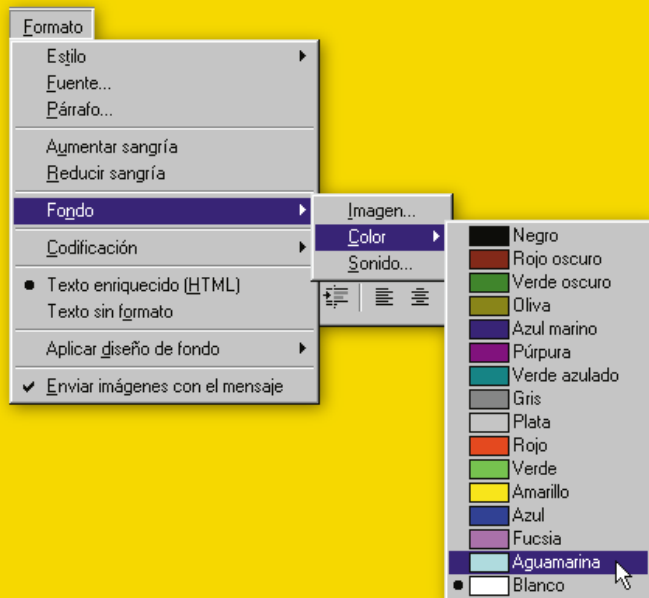 Formato
Estilo
Fuente...
Párrafo...
Aumentar sangría
Reducir sangría
Fondo
Codificación
Texto enriquecido (HTML)
Texto sin formato
Aplicar diseño de fondo
Enviar imágenes con el mensaje
Imagen...
Color
Sonido...
Negro
Rojo oscuro
Verde oscuro
Oliva
Azul marino
Púrpura
Verde azulado
Gris
Plata
Rojo
Verde
Amarillo
Azul
Fucsia
Aguamarina
Blanco